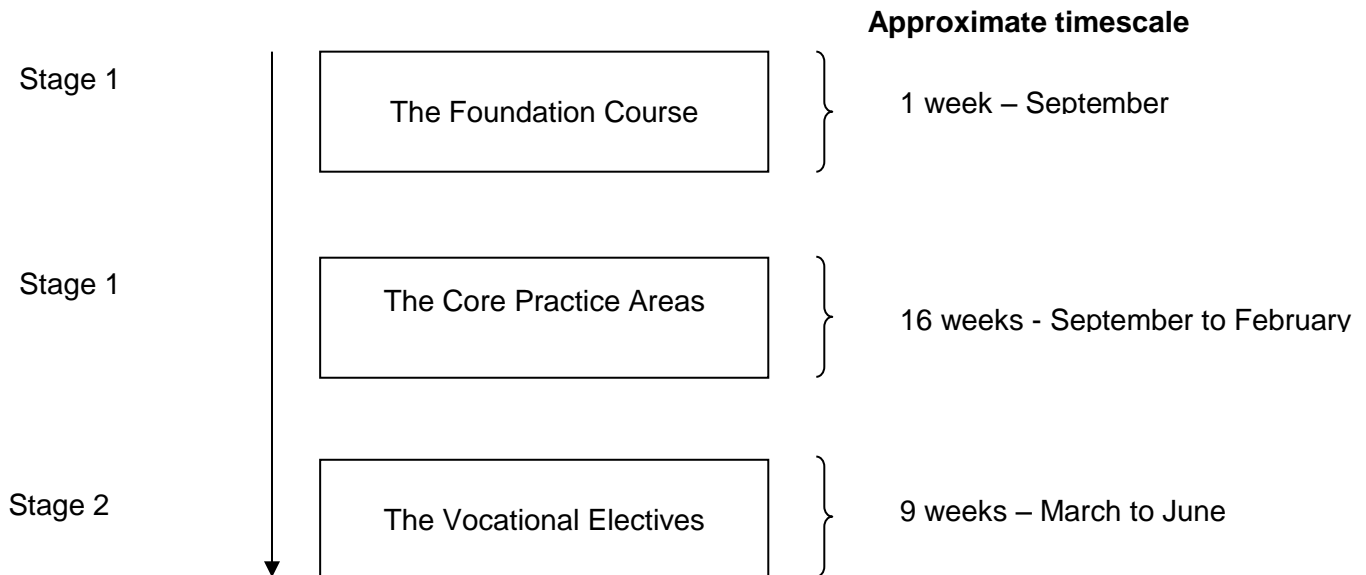 Approximate timescale
Stage 1
The Foundation Course
1 week – September
Stage 1
The Core Practice Areas
16 weeks - September to February
Stage 2
The Vocational Electives
9 weeks – March to June